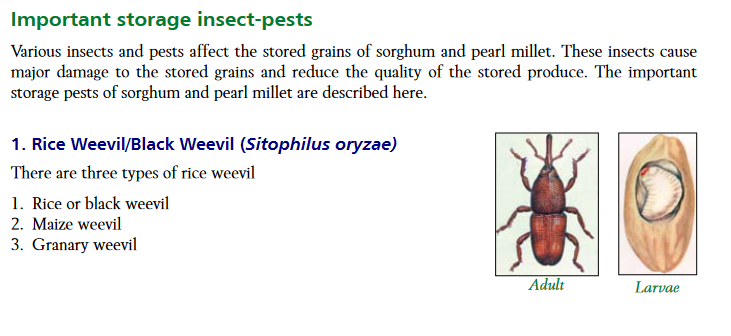 Important storage insect-pests
Various insects and pests affect the stored grains of sorghum and pearl millet. These insects cause
major damage to the stored grains and reduce the quality of the stored produce. The important
storage pests of sorghum and pearl millet are described here.
1. Rice Weevil/Black Weevil (Sitophilus oryzae)
There are three types of rice weevil
1. Rice or black weevil
2. Maize weevil
3. Granary weevil
Adult
Larvae